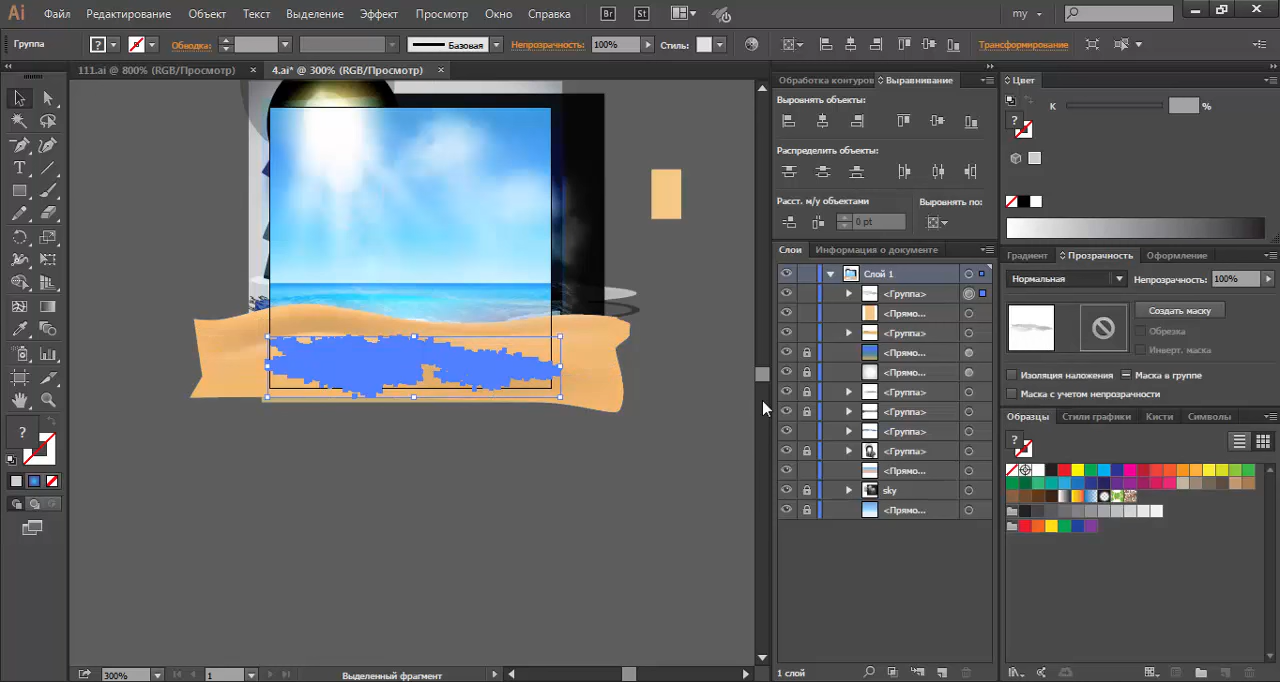 Ai Файл Редактирование Объект Текст Выделение Эффект Просмотр Окно Справка Br St my
Группа ? Обводка: Базовая Непрозрачность: 100% Стиль: Трансформирование
111.ai @ 800% (RGB/Просмотр) × 4.ai* @ 300% (RGB/Просмотр) ×
Обработка контуров Выравнивание
Выровнять объекты:
Распределить объекты:
Расст. м/у объектами Выровнять по:
0 pt
Слои Информация о документе
Слой 1
<Группа>
<Прямо...
<Группа>
<Прямо...
<Прямо...
<Группа>
<Группа>
<Группа>
<Группа>
<Прямо...
sky
<Прямо...
1 слой
Цвет
K %
?
Градиент Прозрачность Оформление
Нормальная Непрозрачность: 100%
Создать маску
Обрезка
Инверт. маска
Изоляция наложения Маска в группе
Маска с учетом непрозрачности
Образцы Стили графики Кисти Символы
?
?
300% 1 Выделенный фрагмент